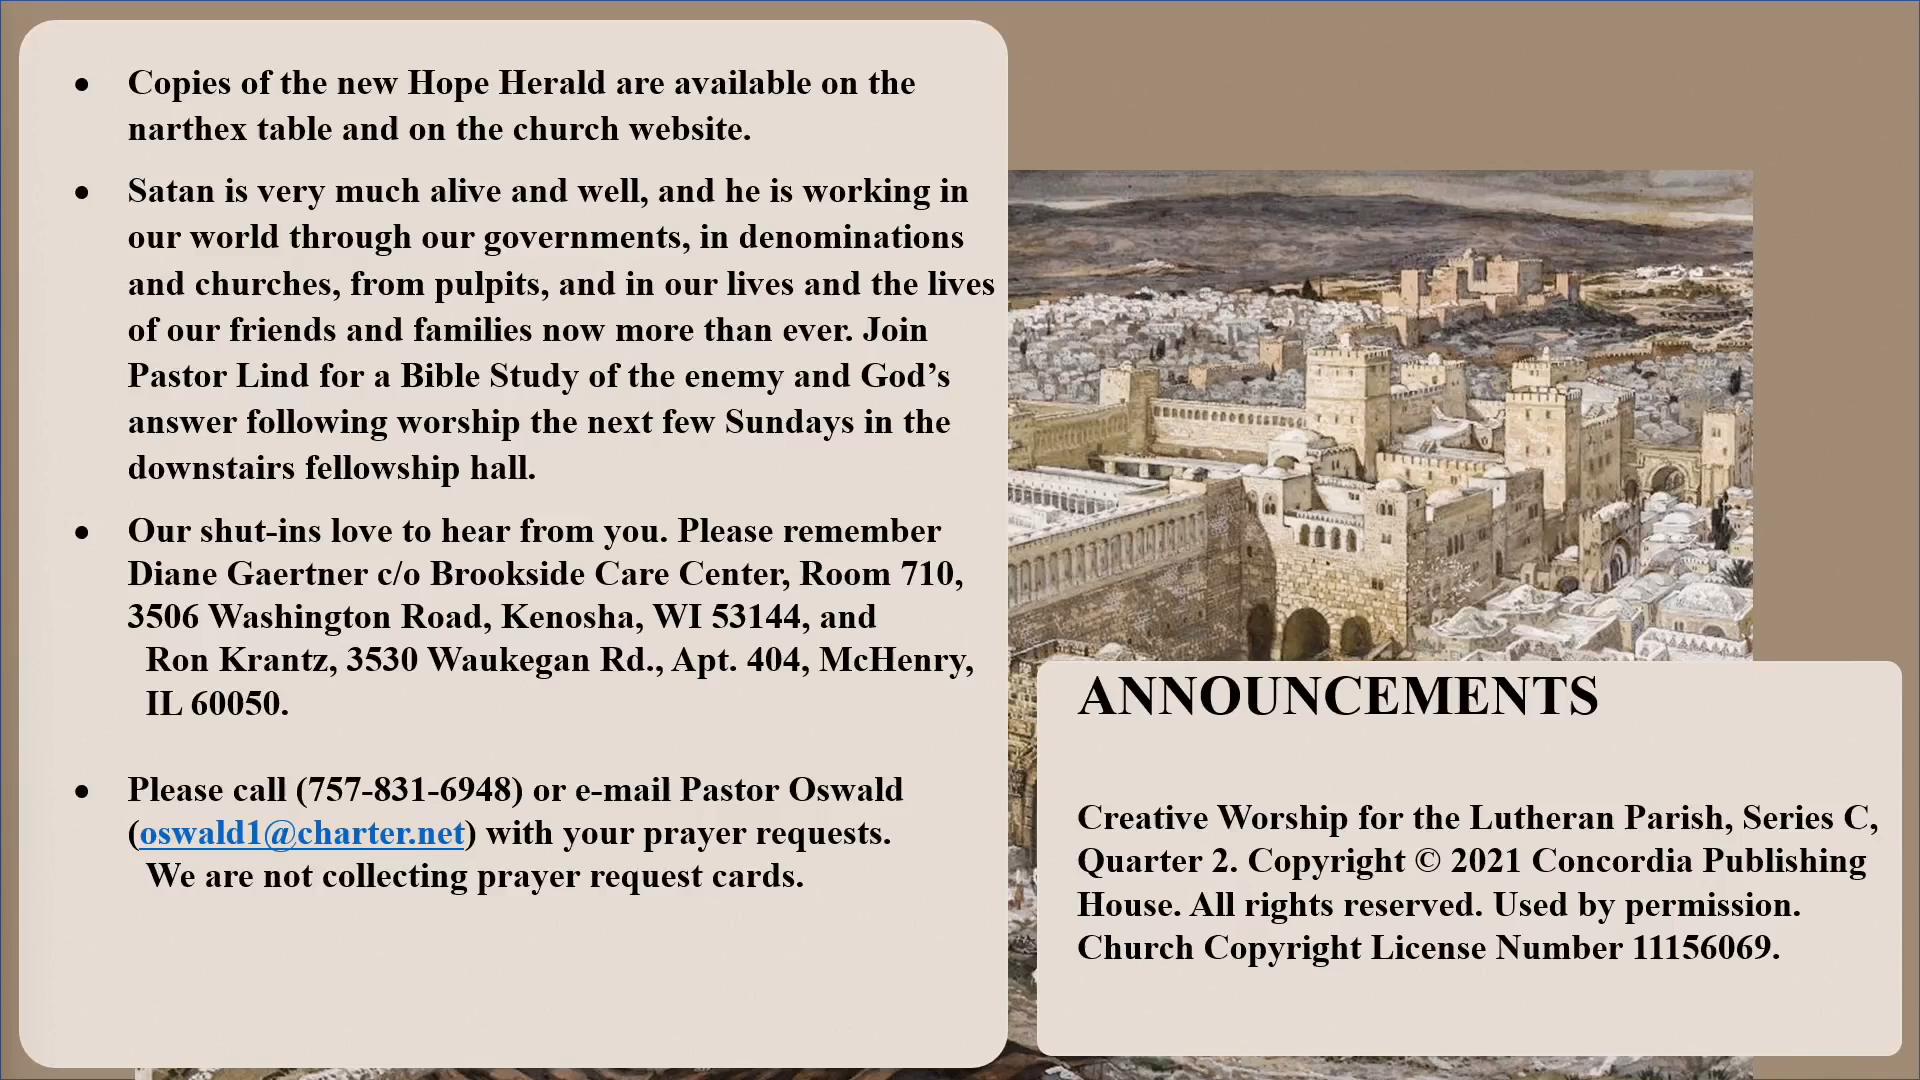 • Copies of the new Hope Herald are available on the
narthex table and on the church website.
• Satan is very much alive and well, and he is working in
our world through our governments, in denominations
and churches, from pulpits, and in our lives and the lives
of our friends and families now more than ever. Join
Pastor Lind for a Bible Study of the enemy and God’s
answer following worship the next few Sundays in the
downstairs fellowship hall.
• Our shut-ins love to hear from you. Please remember
Diane Gaertner c/o Brookside Care Center, Room 710,
3506 Washington Road, Kenosha, WI 53144, and
Ron Krantz, 3530 Waukegan Rd., Apt. 404, McHenry,
IL 60050.
• Please call (757-831-6948) or e-mail Pastor Oswald
(oswald1@charter.net) with your prayer requests.
We are not collecting prayer request cards.
ANNOUNCEMENTS
Creative Worship for the Lutheran Parish, Series C,
Quarter 2. Copyright © 2021 Concordia Publishing
House. All rights reserved. Used by permission.
Church Copyright License Number 11156069.